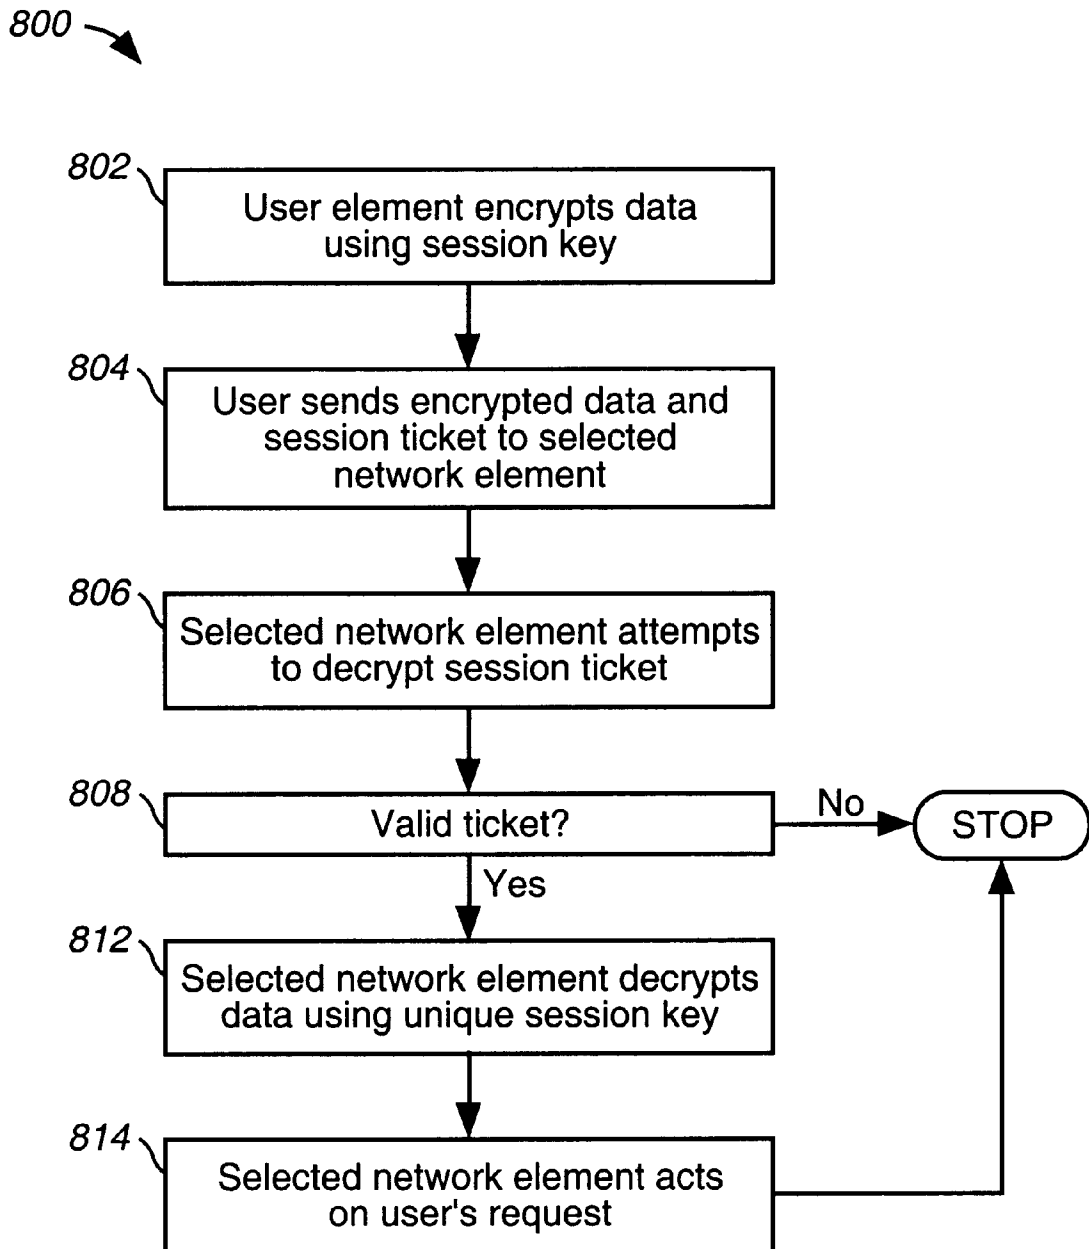 800
802
User element encrypts data
using session key
804
User sends encrypted data and
session ticket to selected
network element
806
Selected network element attempts
to decrypt session ticket
808
Valid ticket?
No
STOP
Yes
812
Selected network element decrypts
data using unique session key
814
Selected network element acts
on user's request